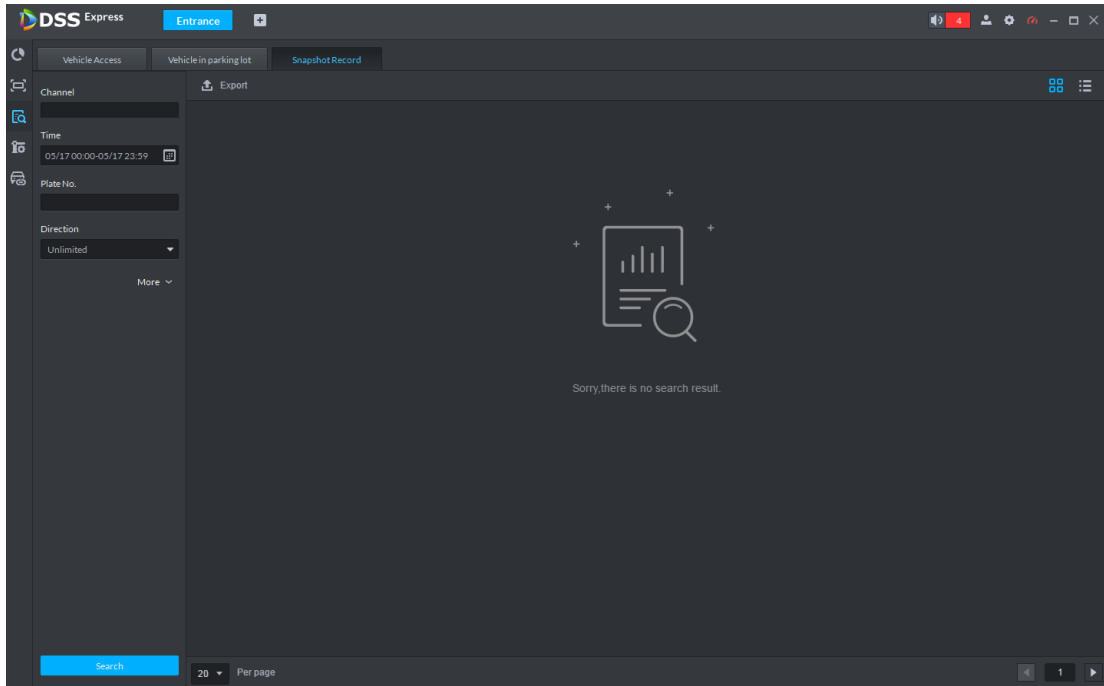 DSS Express
Entrance
4
Vehicle Access
Vehicle in parking lot
Snapshot Record
Export
Channel
Time
05/17 00:00-05/17 23:59
Plate No.
Direction
Unlimited
More
Sorry,there is no search result.
Search
20
Per page
1